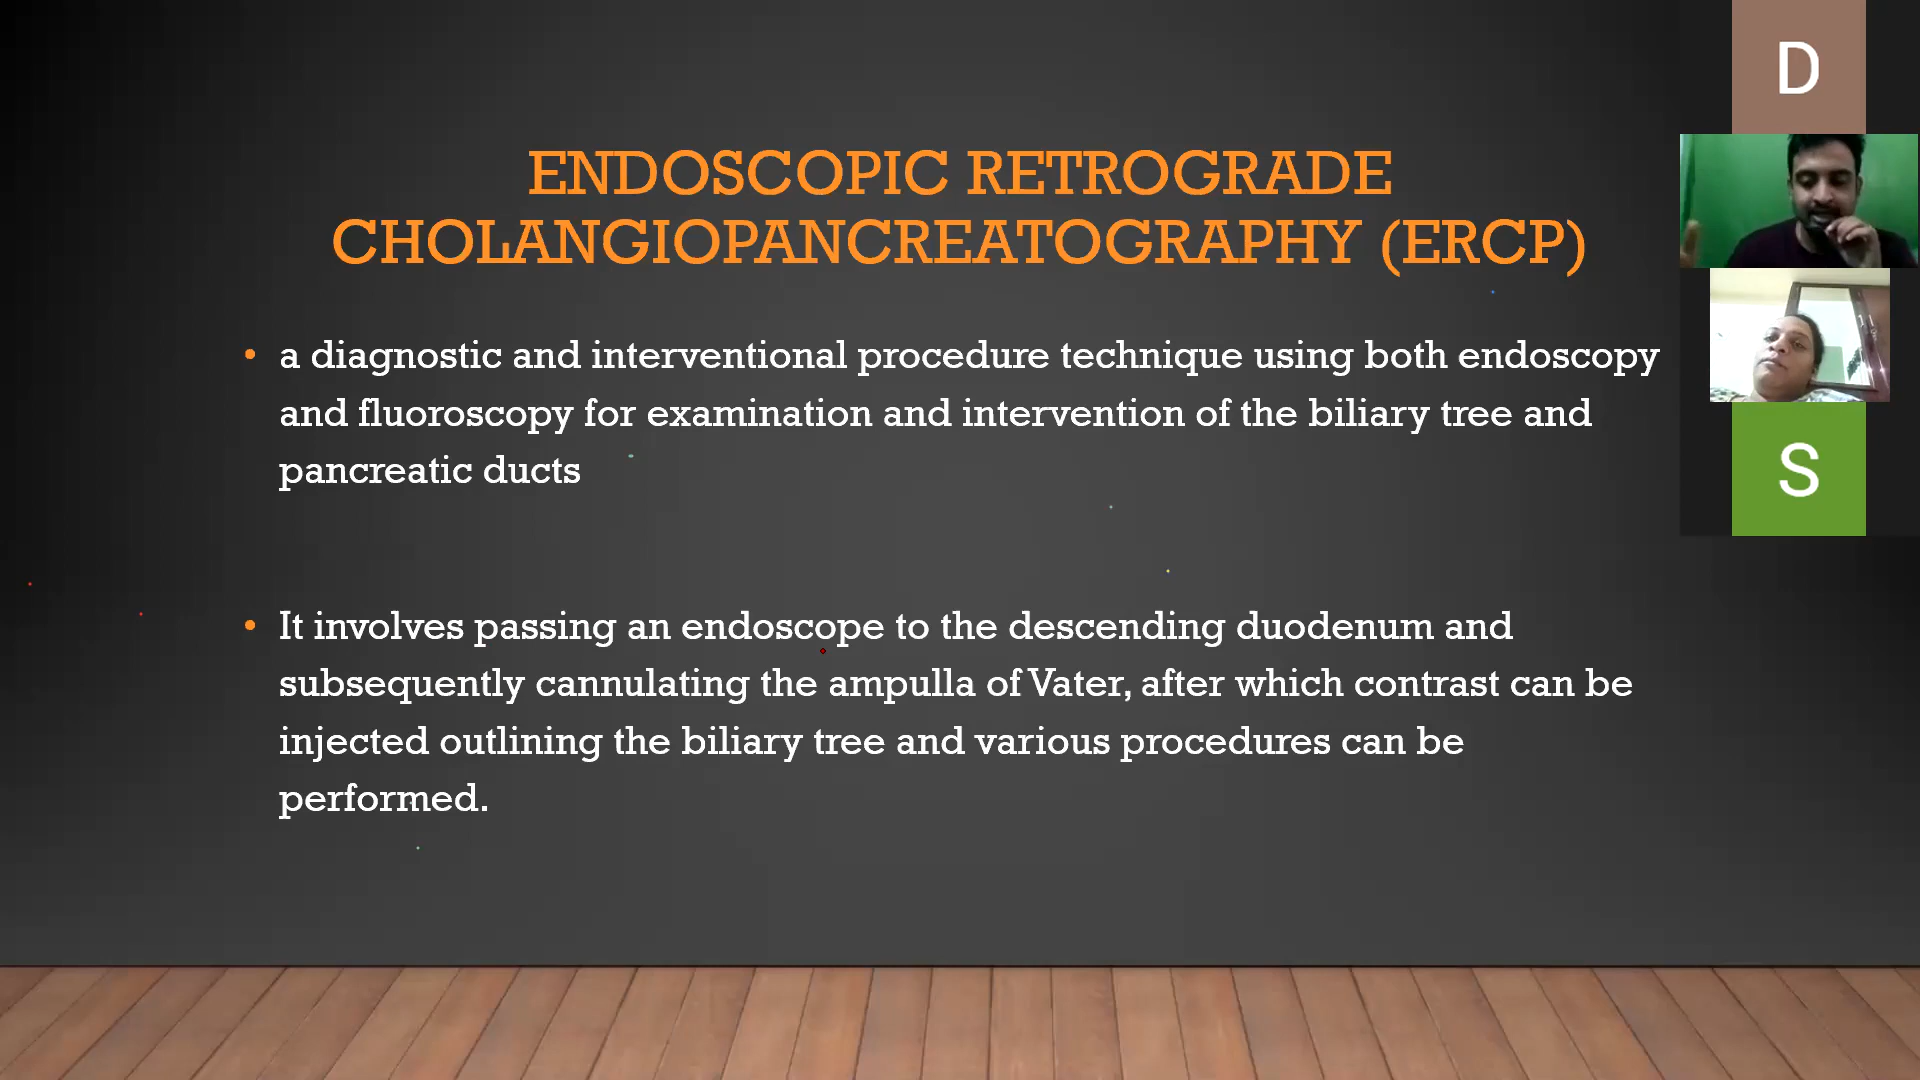 ENDOSCOPIC RETROGRADE
CHOLANGIOPANCREATOGRAPHY (ERCP)
• a diagnostic and interventional procedure technique using both endoscopy
and fluoroscopy for examination and intervention of the biliary tree and
pancreatic ducts
• It involves passing an endoscope to the descending duodenum and
subsequently cannulating the ampulla of Vater, after which contrast can be
injected outlining the biliary tree and various procedures can be
performed.
D
S